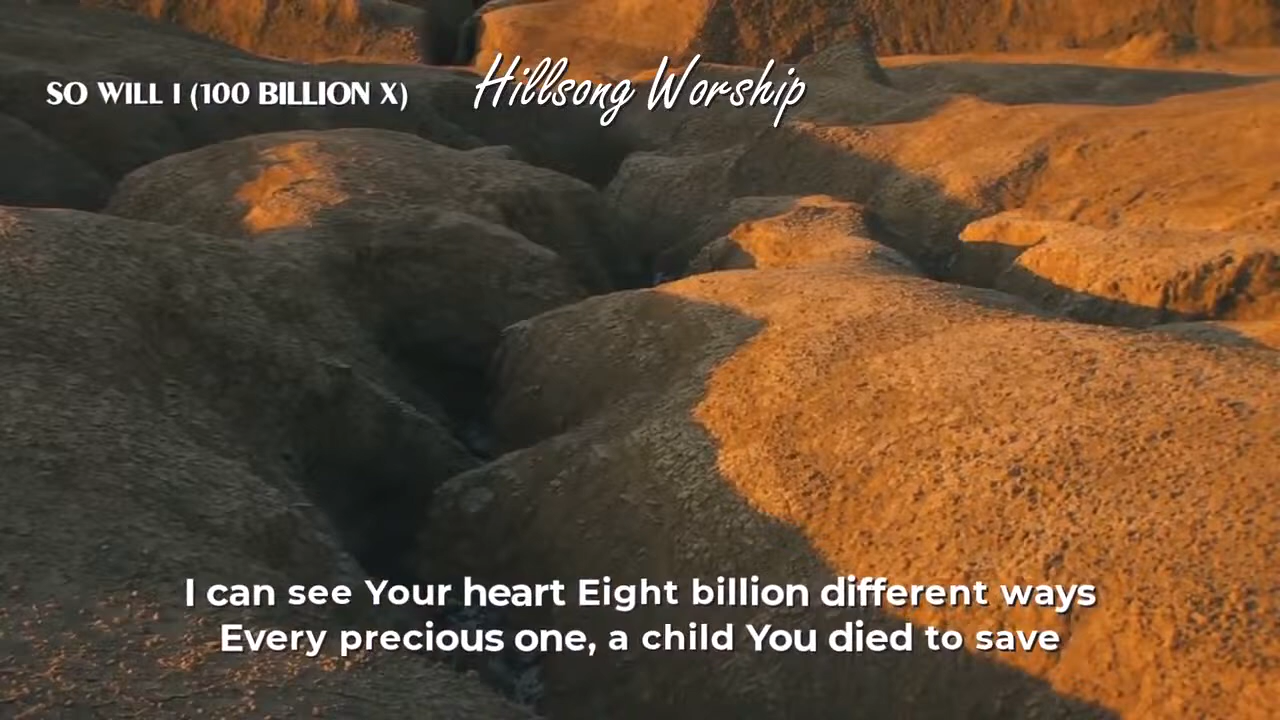 SO WILL I (100 BILLION X)
Hillsong Worship
I can see Your heart Eight billion different ways
Every precious one, a child You died to save